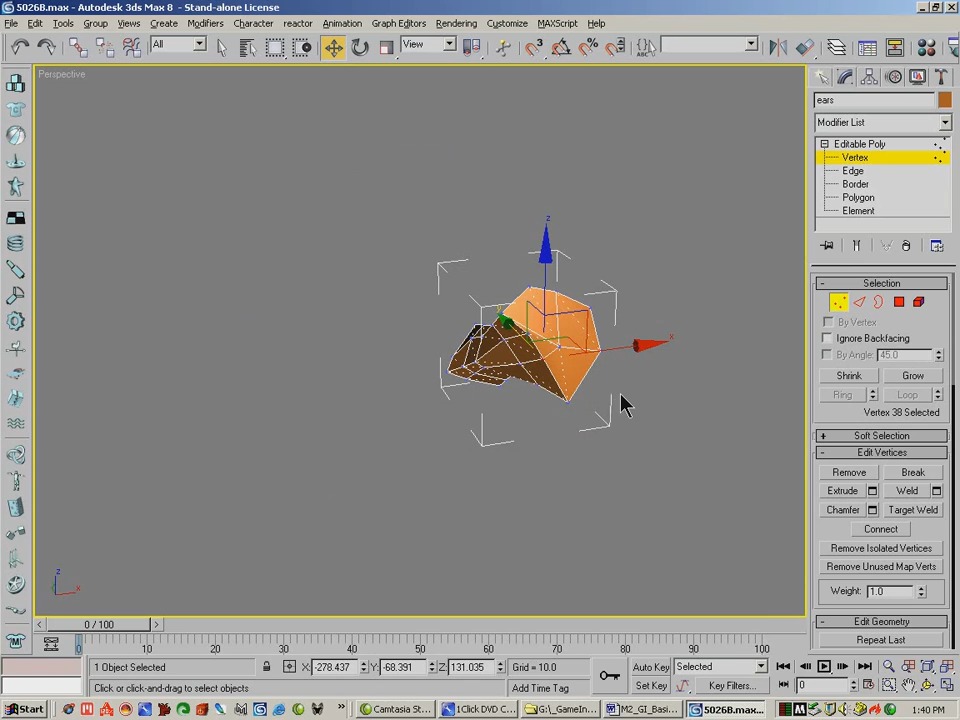 5026B.max - Autodesk 3ds Max 8 - Stand-alone License
File Edit Tools Group Views Create Modifiers Character reactor Animation Graph Editors Rendering Customize MAXScript Help
All
View
Perspective
ears
Modifier List
Editable Poly
Vertex
Edge
Border
Polygon
Element
Selection
By Vertex
Ignore Backfacing
By Angle: 45.0
Shrink Grow
Ring Loop
Vertex 38 Selected
Soft Selection
Edit Vertices
Remove Break
Extrude Weld
Chamfer Target Weld
Connect
Remove Isolated Vertices
Remove Unused Map Verts
Weight: 1.0
Edit Geometry
Repeat Last
z
x
z
x
0 / 100
0 10 20 30 40 50 60 70 80 90 100
1 Object Selected X: -278.437 Y: -68.391 Z: 131.035 Grid = 10.0 Auto Key Selected
Click or click-and-drag to select objects Add Time Tag Set Key Key Filters... 0
Start Camtasia St... 1Click DVD C... G:\_GameIn... M2_GI_Basi... 5026B.max... 1:40 PM